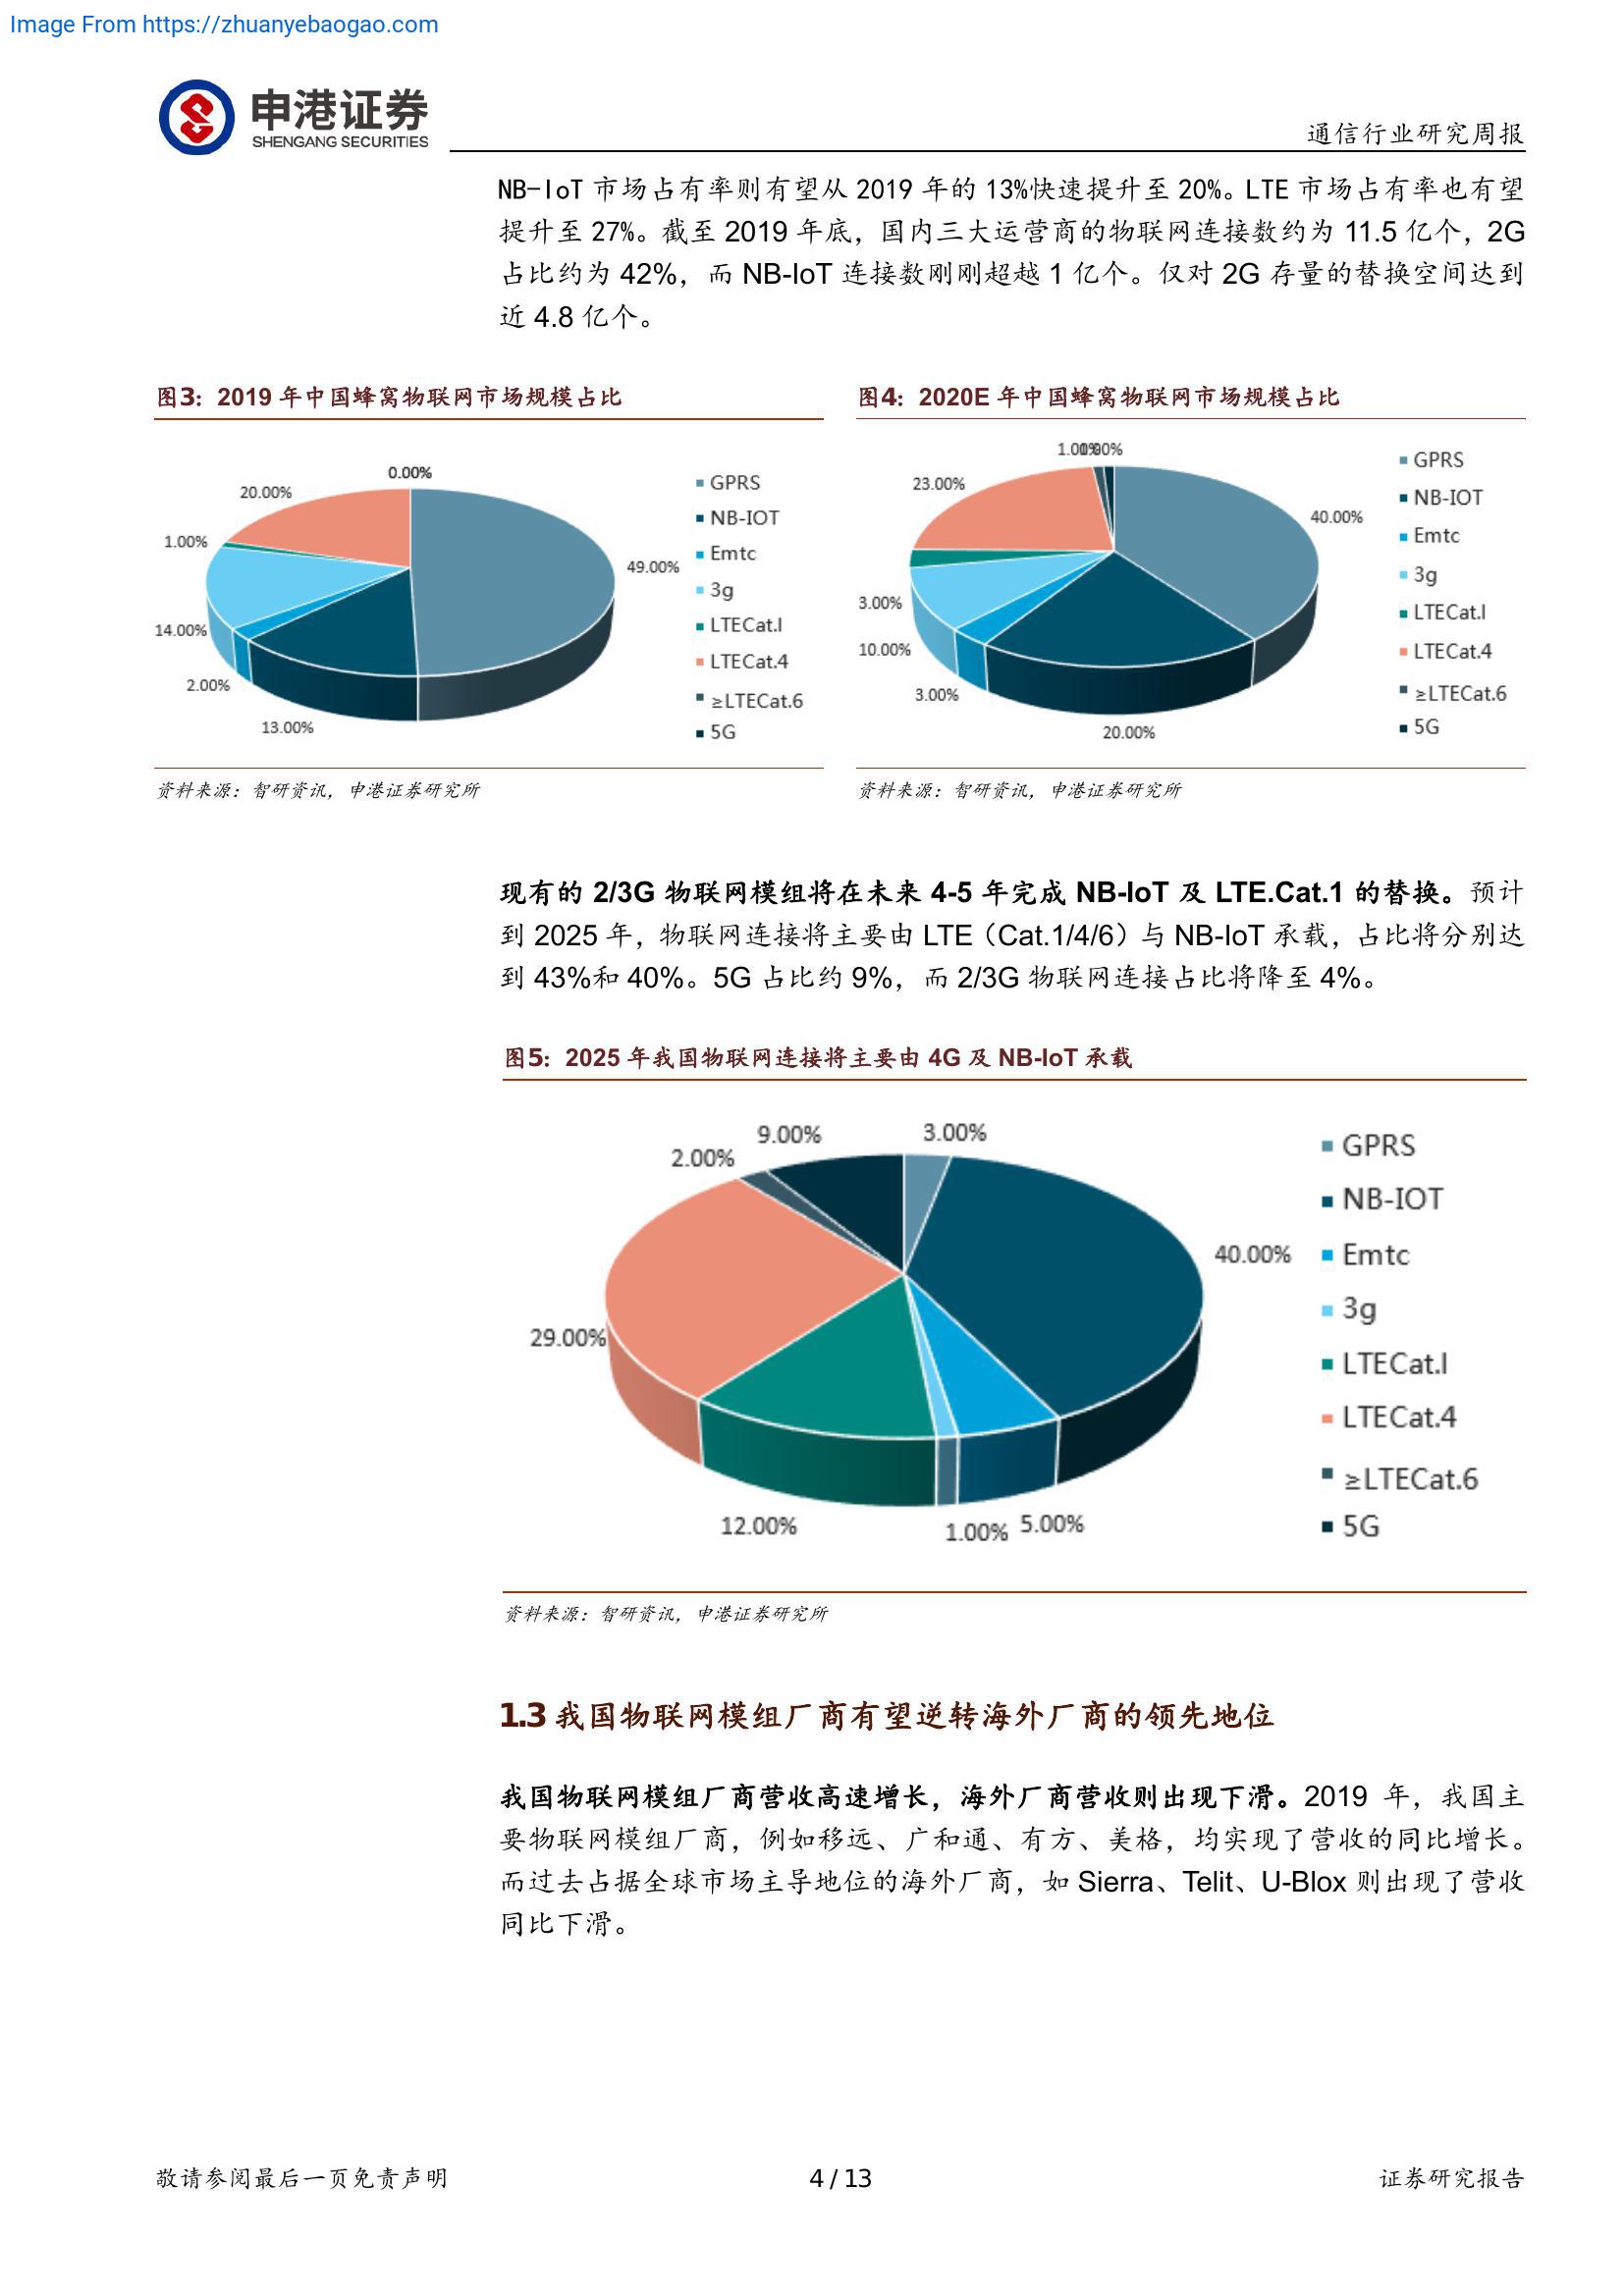 Image From https://zhuanyebaogao.com
申港证券
SHENGANG SECURITIES
通信行业研究周报
NB-IoT 市场占有率则有望从 2019 年的 13%快速提升至 20%。LTE 市场占有率也有望
提升至 27%。截至 2019 年底，国内三大运营商的物联网连接数约为 11.5 亿个，2G
占比约为 42%，而 NB-IoT 连接数刚刚超越 1 亿个。仅对 2G 存量的替换空间达到
近 4.8 亿个。
图3：2019 年中国蜂窝物联网市场规模占比
0.00%
20.00%
1.00%
49.00%
14.00%
2.00%
13.00%
GPRS
NB-IOT
Emtc
3g
LTECat.l
LTECat.4
≥LTECat.6
5G
资料来源：智研资讯，申港证券研究所
图4：2020E 年中国蜂窝物联网市场规模占比
1.00%
23.00%
40.00%
3.00%
10.00%
3.00%
20.00%
GPRS
NB-IOT
Emtc
3g
LTECat.l
LTECat.4
≥LTECat.6
5G
资料来源：智研资讯，申港证券研究所
现有的 2/3G 物联网模组将在未来 4-5 年完成 NB-IoT 及 LTE.Cat.1 的替换。预计
到 2025 年，物联网连接将主要由 LTE（Cat.1/4/6）与 NB-IoT 承载，占比将分别达
到 43%和 40%。5G 占比约 9%，而 2/3G 物联网连接占比将降至 4%。
图5：2025 年我国物联网连接将主要由 4G 及 NB-IoT 承载
9.00%
3.00%
2.00%
40.00%
29.00%
12.00%
1.00%
5.00%
GPRS
NB-IOT
Emtc
3g
LTECat.l
LTECat.4
≥LTECat.6
5G
资料来源：智研资讯，申港证券研究所
1.3 我国物联网模组厂商有望逆转海外厂商的领先地位
我国物联网模组厂商营收高速增长，海外厂商营收则出现下滑。2019 年，我国主
要物联网模组厂商，例如移远、广和通、有方、美格，均实现了营收的同比增长。
而过去占据全球市场主导地位的海外厂商，如 Sierra、Telit、U-Blox 则出现了营收
同比下滑。
敬请参阅最后一页免责声明
4 / 13
证券研究报告